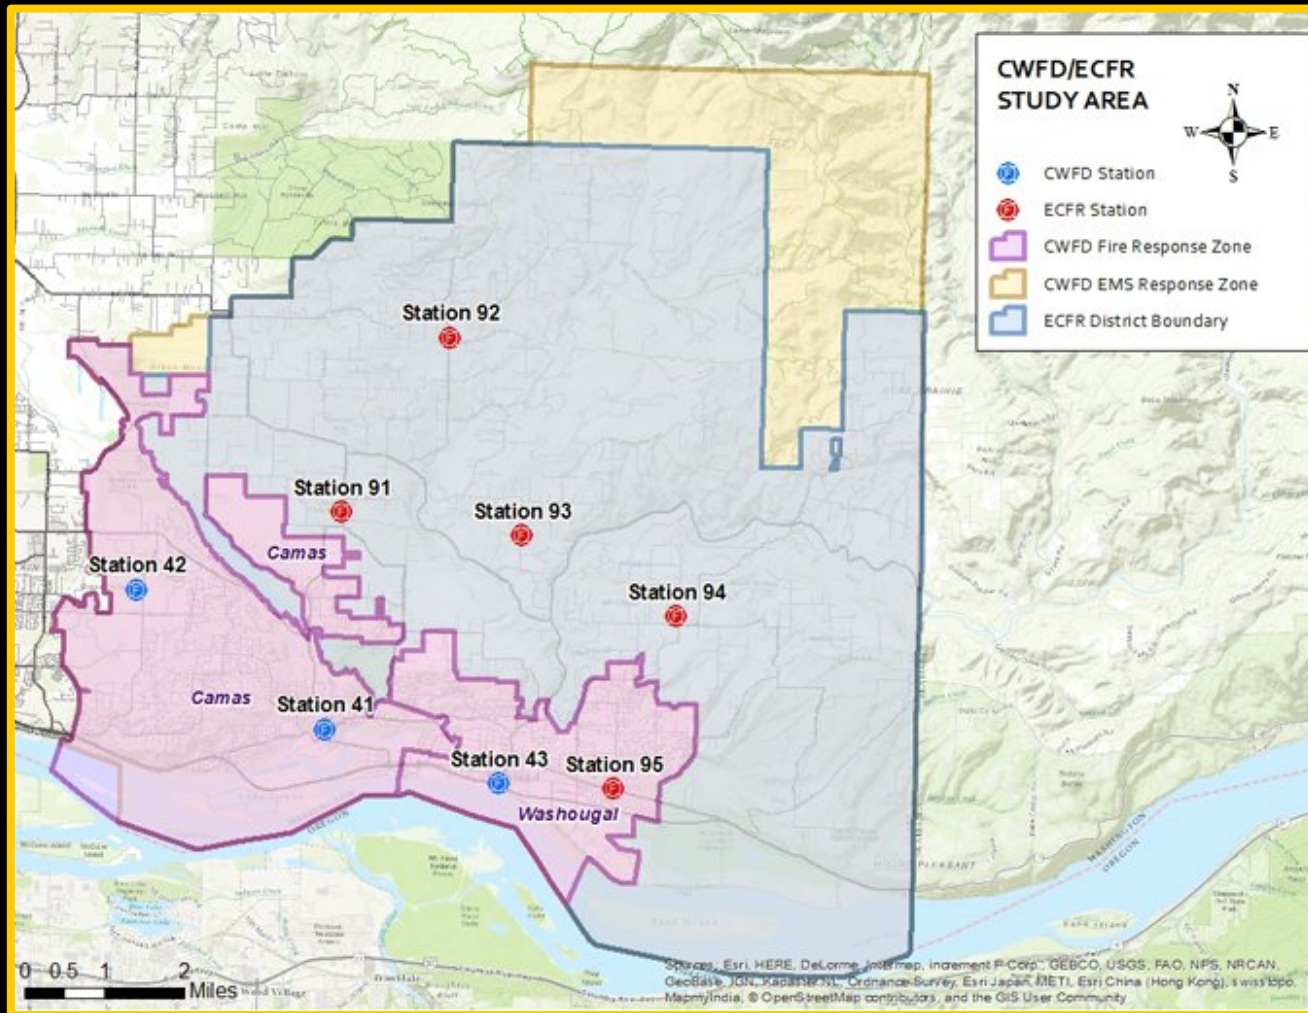 CWFD/ECFR
STUDY AREA
N
W E
S
CWFD Station
ECFR Station
CWFD Fire Response Zone
CWFD EMS Response Zone
ECFR District Boundary
Station 92
Station 91
Station 93
Camas
Station 42
Station 94
Camas
Station 41
Station 43
Station 95
Washougal
WASHINGTON
OREGON
OREGON
0 0.5 1 2
Miles
Sources: Esri, HERE, DeLorme, Intermap, increment P Corp., GEBCO, USGS, FAO, NPS, NRCAN,
GeoBase, IGN, Kadaster NL, Ordnance Survey, Esri Japan, METI, Esri China (Hong Kong), swisstopo,
MapmyIndia, © OpenStreetMap contributors, and the GIS User Community